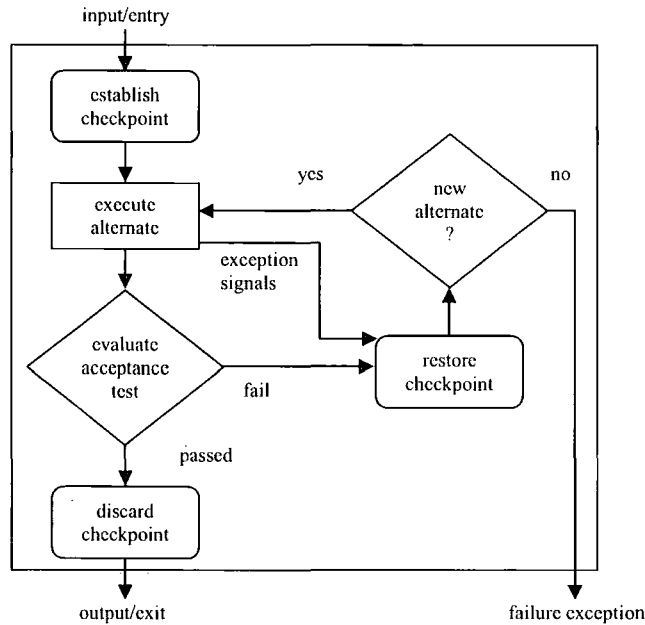 input/entry
establish
checkpoint
yes
no
new
alternate
?
execute
alternate
exception
signals
evaluate
acceptance
test
fail
restore
checkpoint
passed
discard
checkpoint
output/exit
failure exception